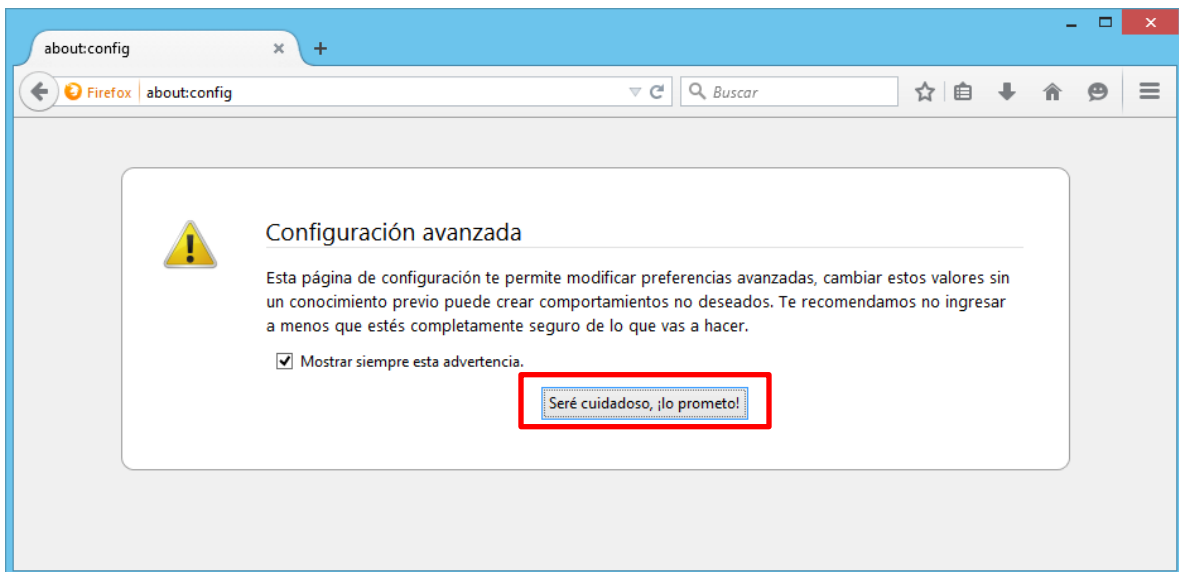 about:config
Firefox about:config Buscar
Configuración avanzada
Esta página de configuración te permite modificar preferencias avanzadas, cambiar estos valores sin
un conocimiento previo puede crear comportamientos no deseados. Te recomendamos no ingresar
a menos que estés completamente seguro de lo que vas a hacer.
Mostrar siempre esta advertencia.
Seré cuidadoso, ¡lo prometo!